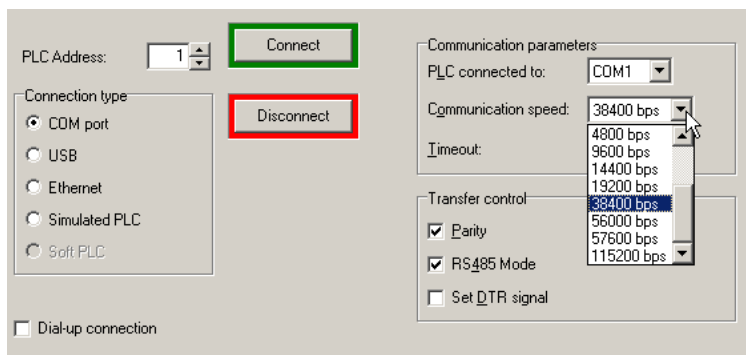 PLC Address:
1
Connect
Disconnect
Connection type
COM port
USB
Ethernet
Simulated PLC
Soft PLC
Dial-up connection
Communication parameters
PLC connected to:
COM1
Communication speed:
38400 bps
Timeout:
4800 bps
9600 bps
14400 bps
19200 bps
38400 bps
56000 bps
57600 bps
115200 bps
Transfer control
Parity
RS485 Mode
Set DTR signal